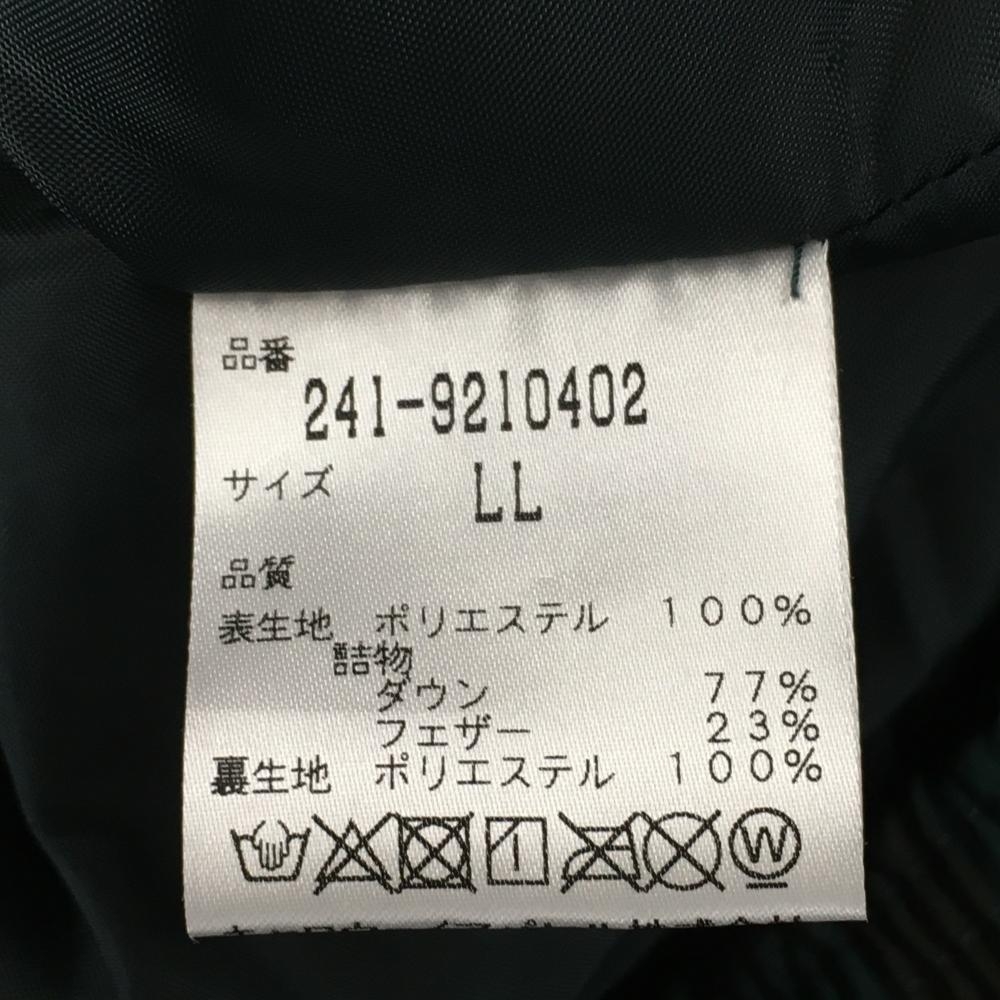 品番
241-9210402
サイズ LL
品質
表生地 ポリエステル 100%
詰物
ダウン 77%
フェザー 23%
裏生地 ポリエステル 100%
W